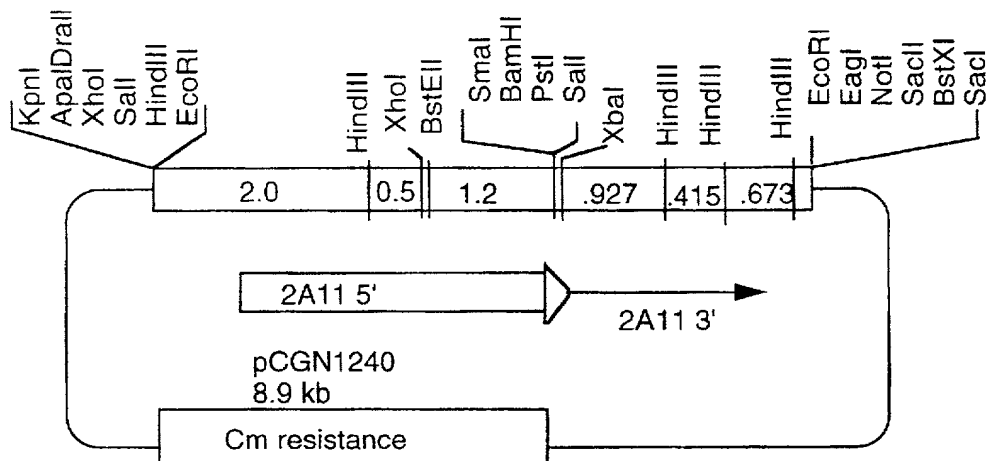 KpnI
ApaIDraII
XhoI
SalI
HindIII
EcoRI
HindIII
XhoI
BstEII
SmaI
BamHI
PstI
SalI
XbaI
HindIII
HindIII
HindIII
EcoRI
EagI
NotI
SacII
BstXI
SacI
2.0
0.5
1.2
.927
.415
.673
2A11 5'
2A11 3'
pCGN1240
8.9 kb
Cm resistance